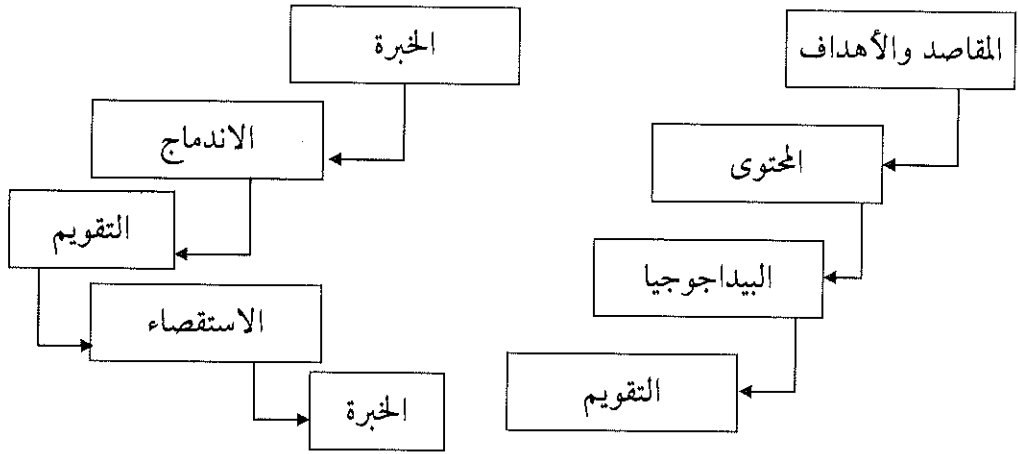 المقاصد والأهداف
المحتوى
البيداجوجيا
التقويم
الخبرة
الاندماج
التقويم
الاستقصاء
الخبرة